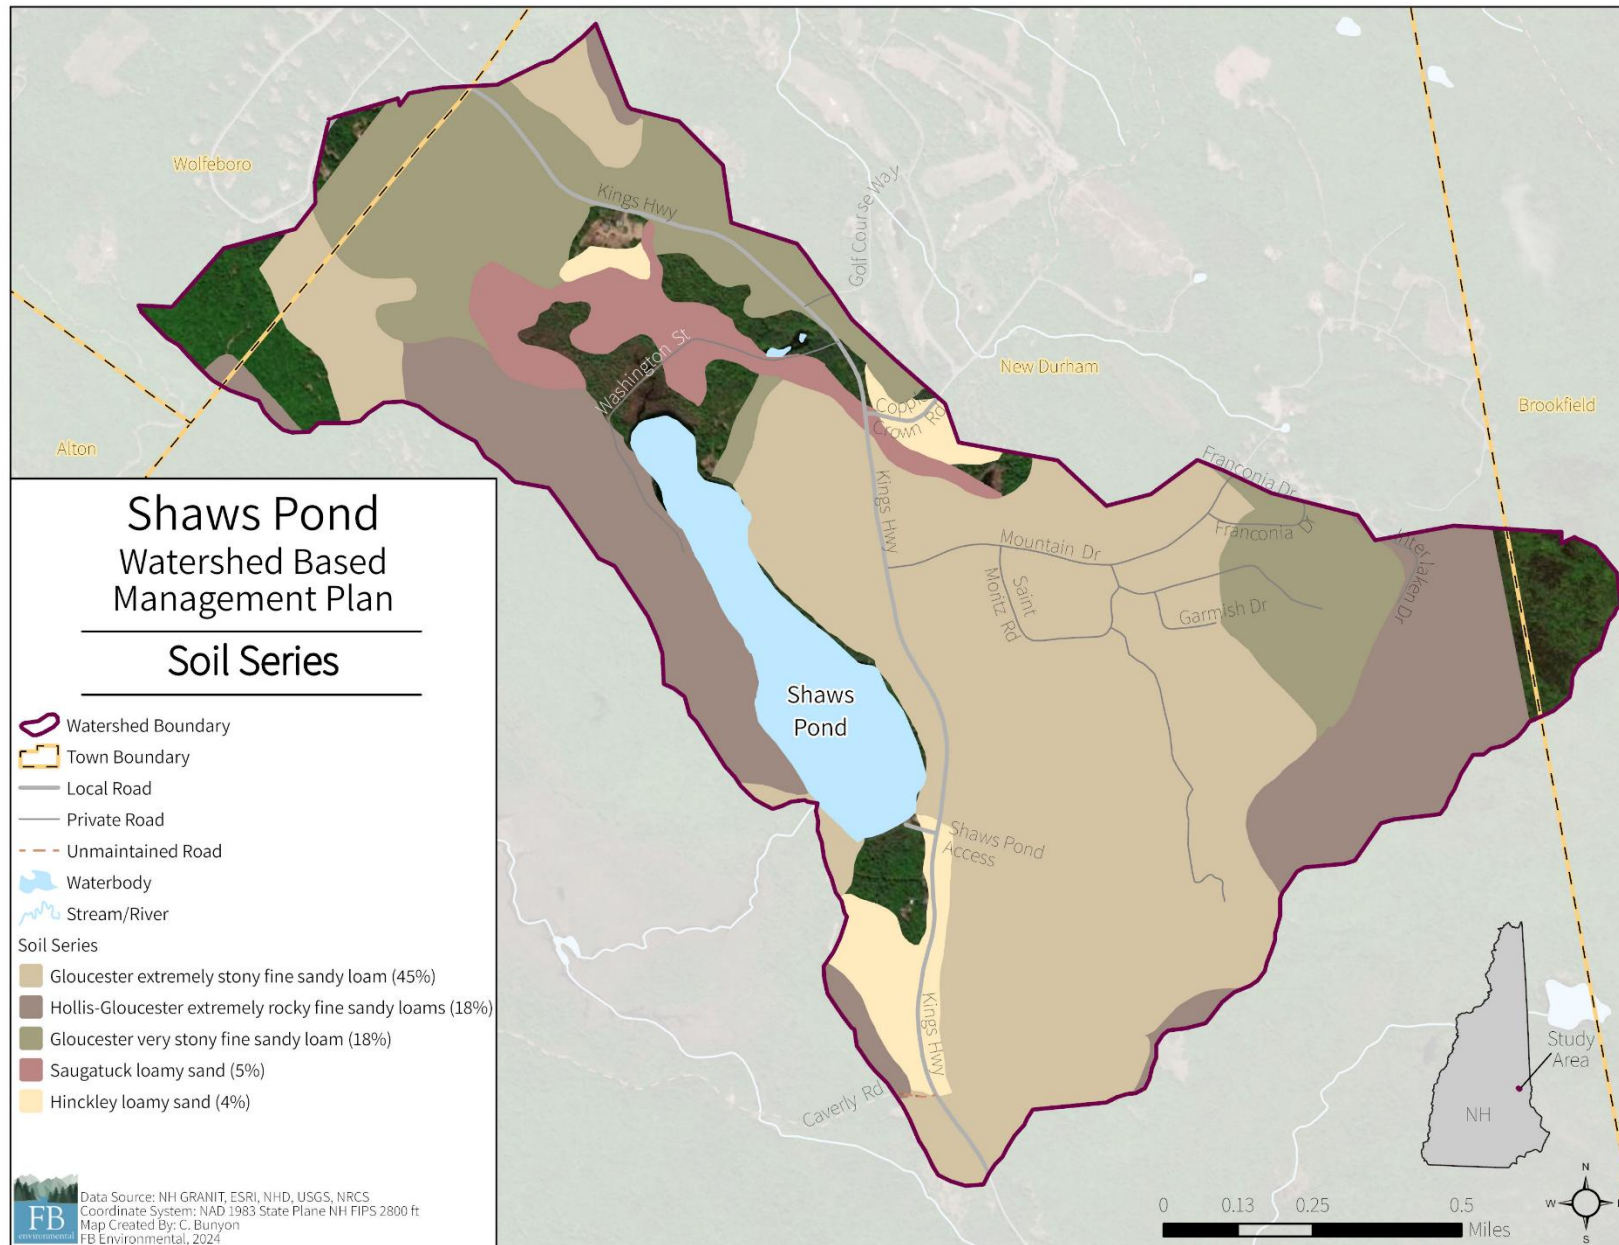 Wolfeboro
Kings Hwy
Golf Course Way
Washington St
New Durham
Brookfield
Alton
Copple
Crown Rd
Franconia Dr
Franconia Dr
Kings Hwy
Mountain Dr
Interlaken Dr
Saint
Moritz Rd
Garmish Dr
Shaws
Pond
Shaws Pond
Access
Kings Hwy
Caverly Rd
Shaws Pond
Watershed Based
Management Plan
Soil Series
Watershed Boundary
Town Boundary
Local Road
Private Road
Unmaintained Road
Waterbody
Stream/River
Soil Series
Gloucester extremely stony fine sandy loam (45%)
Hollis-Gloucester extremely rocky fine sandy loams (18%)
Gloucester very stony fine sandy loam (18%)
Saugatuck loamy sand (5%)
Hinckley loamy sand (4%)
FB
environmental
Data Source: NH GRANIT, ESRI, NHD, USGS, NRCS
Coordinate System: NAD 1983 State Plane NH FIPS 2800 ft
Map Created By: C. Bunyon
FB Environmental, 2024
Study
Area
NH
0 0.13 0.25 0.5
Miles
N
W
E
S